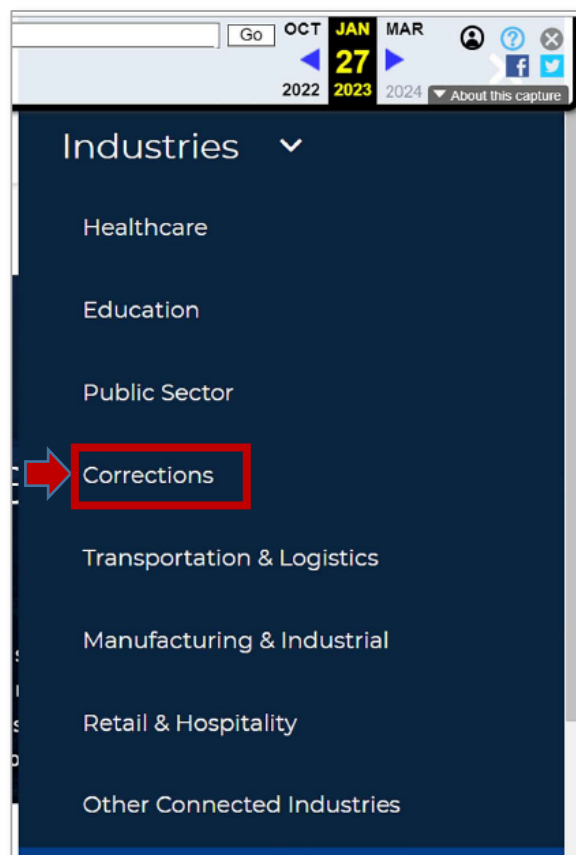 Go OCT JAN MAR
27
2022 2023 2024 About this capture
Industries
Healthcare
Education
Public Sector
Corrections
Transportation & Logistics
Manufacturing & Industrial
Retail & Hospitality
Other Connected Industries